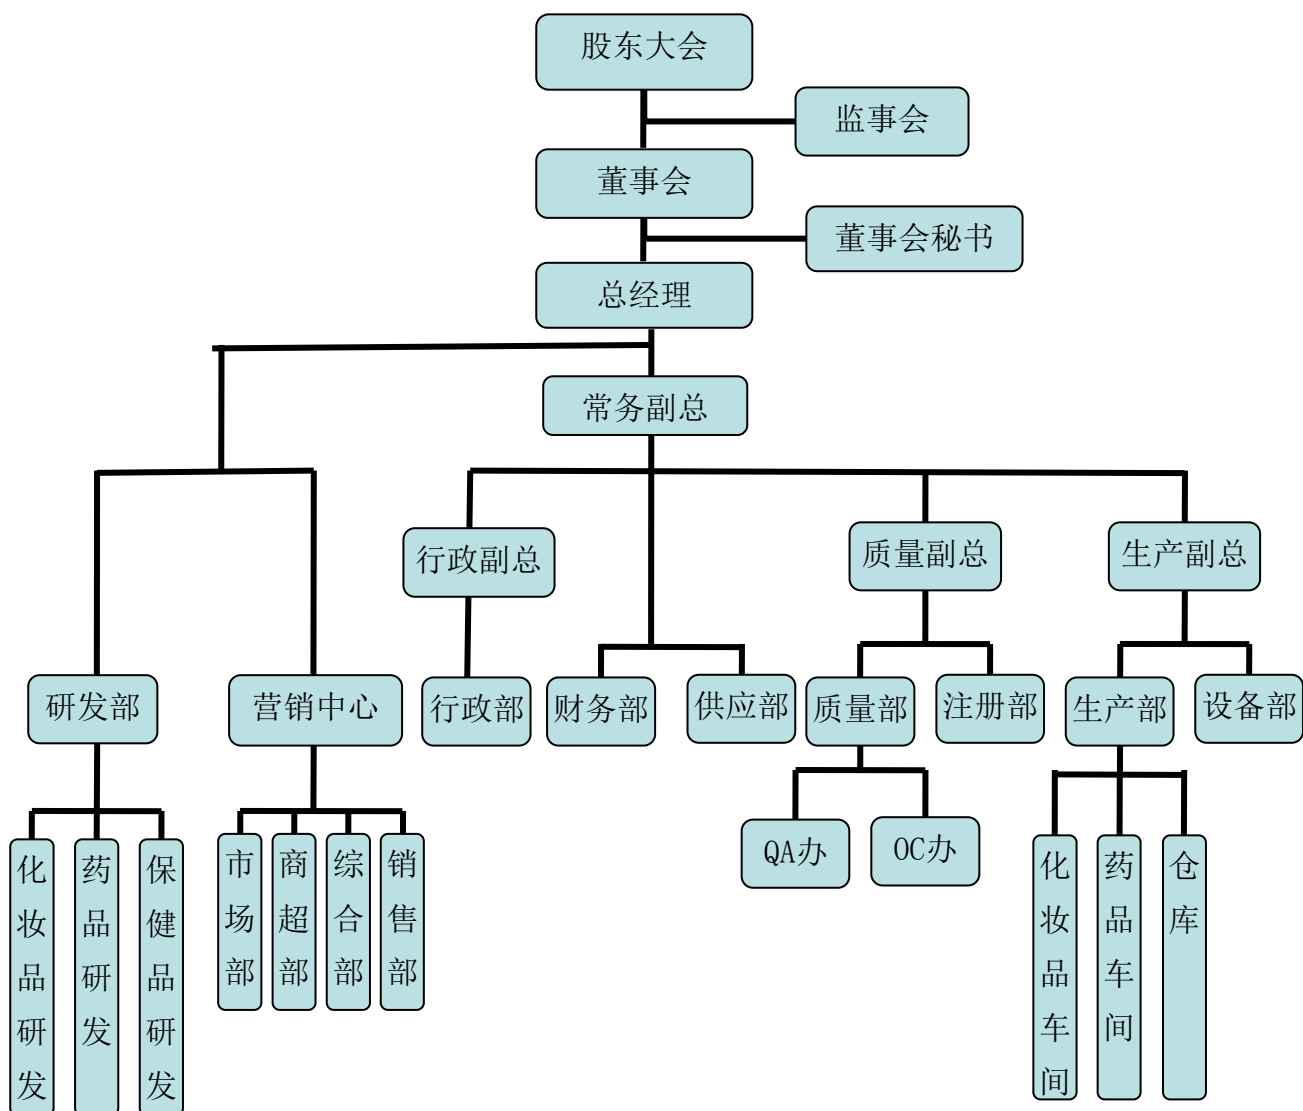 股东大会
监事会
董事会
董事会秘书
总经理
常务副总
行政副总
质量副总
生产副总
研发部
营销中心
行政部
财务部
供应部
质量部
注册部
生产部
设备部
化妆品研发
药品研发
保健品研发
市场部
商超部
综合部
销售部
QA办
OC办
化妆品车间
药品车间
仓库